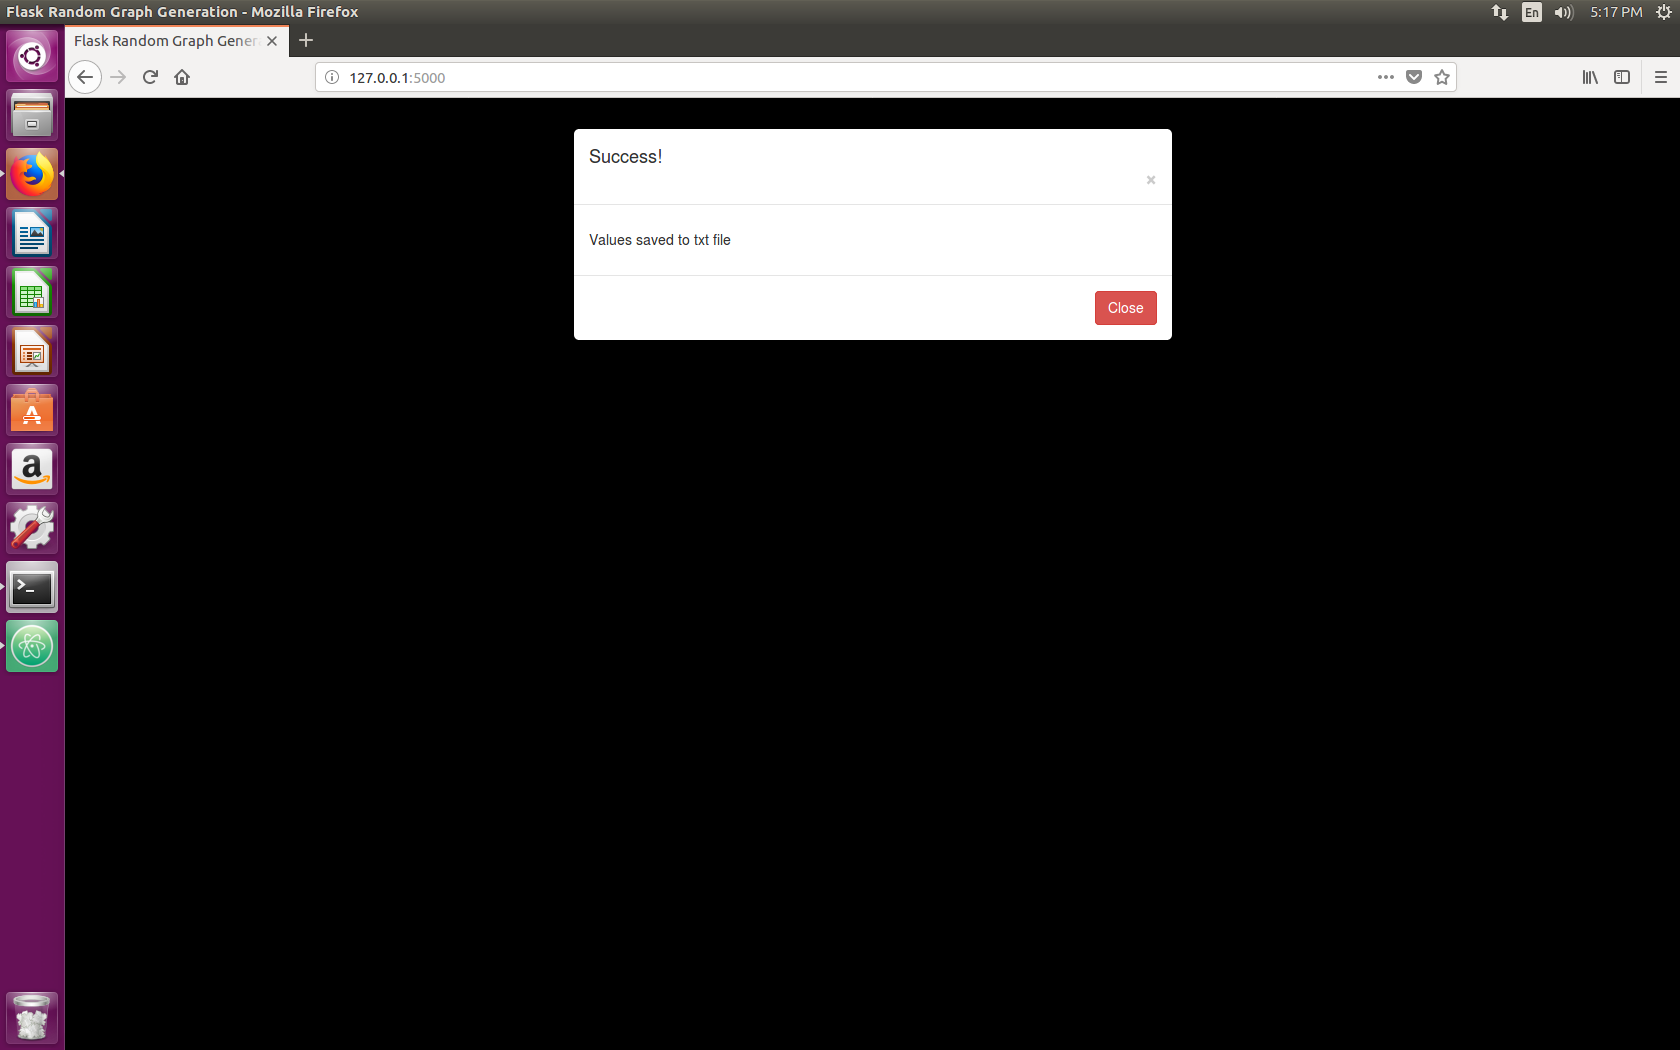 Flask Random Graph Generation - Mozilla Firefox
En
5:17 PM
Flask Random Graph Gener
127.0.0.1:5000
Success!
×
Values saved to txt file
Close